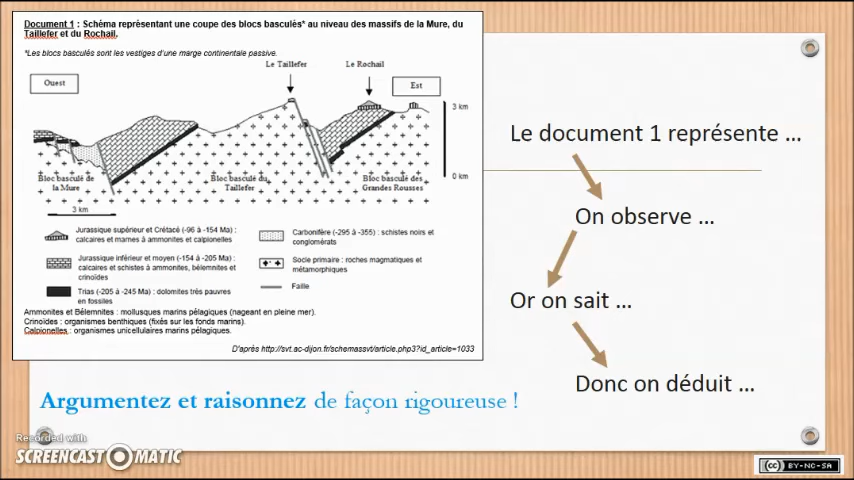 Document 1 : Schéma représentant une coupe des blocs basculés* au niveau des massifs de la Mure, du
Taillefer et du Rochail.
*Les blocs basculés sont les vestiges d'une marge continentale passive.
Le Taillefer
Le Rochail
Ouest
Est
3 km
0 km
Bloc basculé de
la Mure
Bloc basculé du
Taillefer
Bloc basculé des
Grandes Rousses
3 km
Jurassique supérieur et Crétacé (-96 à -154 Ma) :
calcaires et marnes à ammonites et calpionelles
Jurassique inférieur et moyen (-154 à -205 Ma) :
calcaires et schistes à ammonites, bélemnites et
crinoïdes
Trias (-205 à -245 Ma) : dolomites très pauvres
en fossiles
Carbonifère (-295 à -355) : schistes noirs et
conglomérats
Socle primaire : roches magmatiques et
métamorphiques
Faille
Ammonites et Bélemnites : mollusques marins pélagiques (nageant en pleine mer).
Crinoïdes : organismes benthiques (fixés sur les fonds marins).
Calpionelles : organismes unicellulaires marins pélagiques.
D'après http://svt.ac-dijon.fr/schemassvt/article.php3?id_article=1033
Le document 1 représente ...
On observe ...
Or on sait ...
Donc on déduit ...
Argumentez et raisonnez de façon rigoureuse !
Recorded with
SCREENCAST MATIC
cc BY-NC-SA